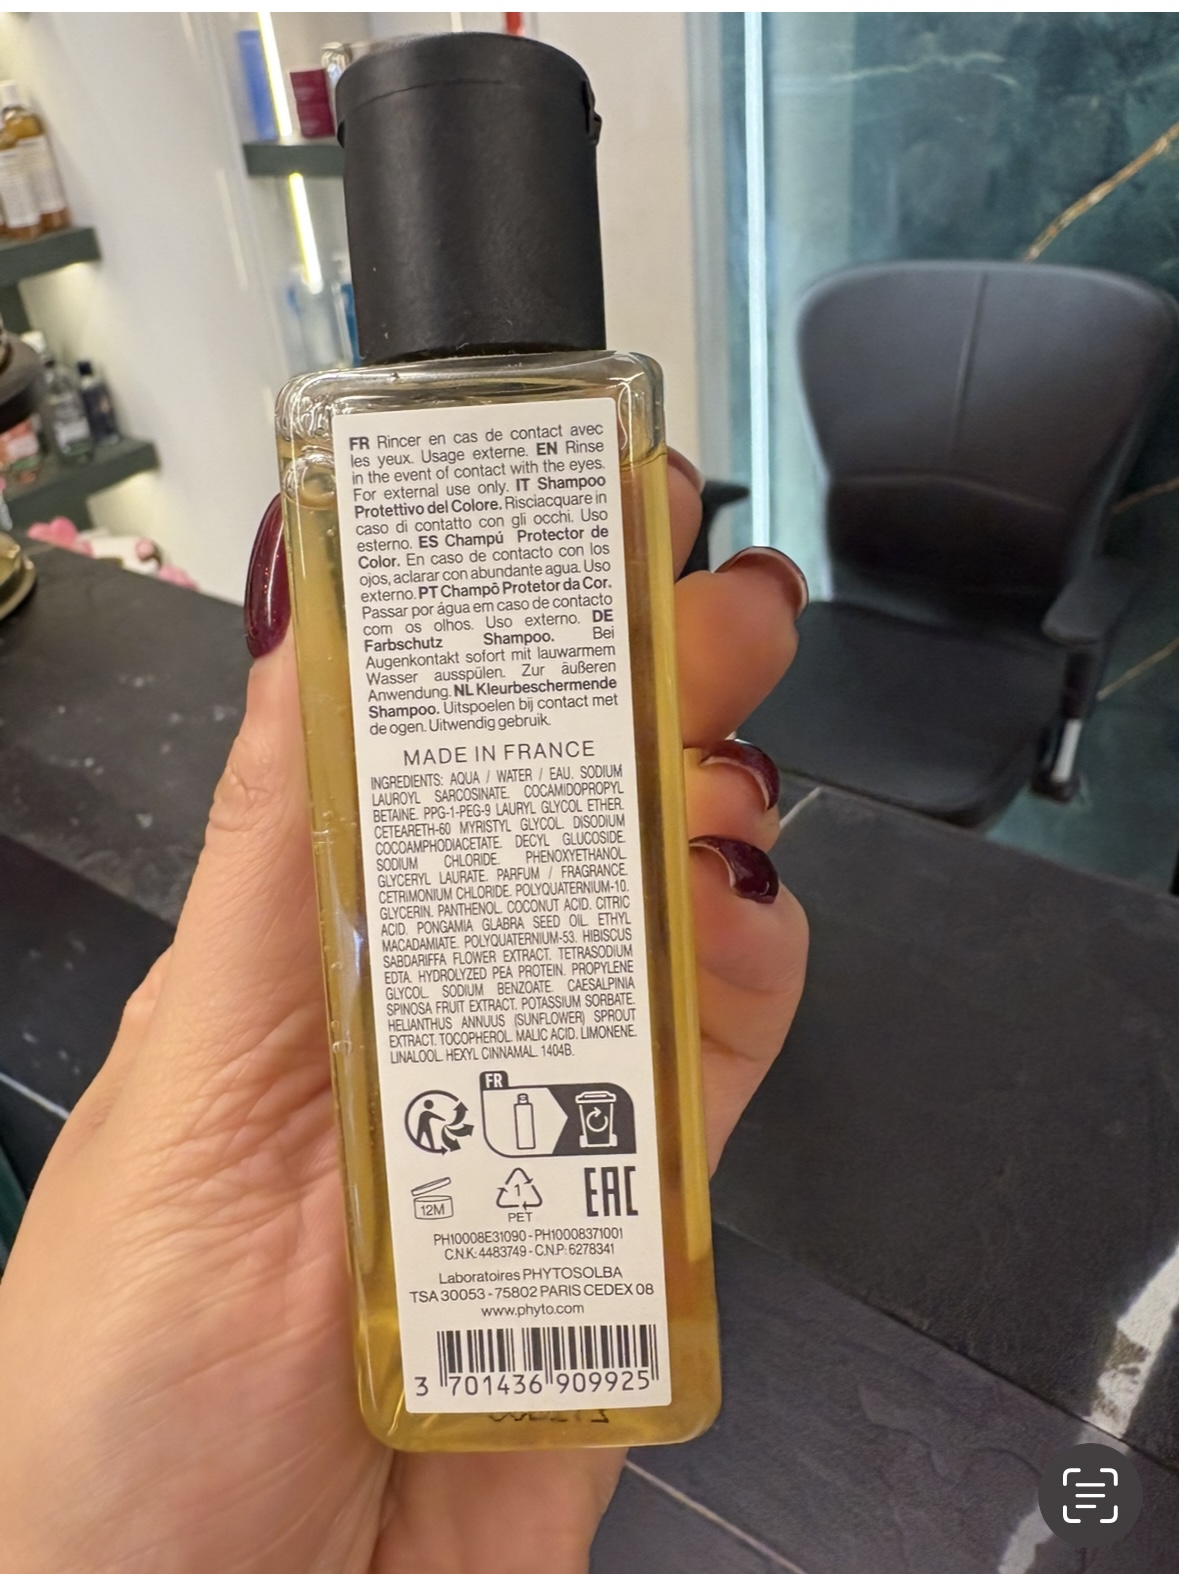 FR Rincer en cas de contact avec
les yeux. Usage externe. EN Rinse
in the event of contact with the eyes.
For external use only. IT Shampoo
Protettivo del Colore. Risciacquare in
caso di contatto con gli occhi. Uso
esterno. ES Champú Protector de
Color. En caso de contacto con los
ojos, aclarar con abundante agua. Uso
externo. PT Champô Protetor da Cor.
Passar por água em caso de contacto
com os olhos. Uso externo. DE
Farbschutz Shampoo. Bei
Augenkontakt sofort mit lauwarmem
Wasser ausspülen. Zur äußeren
Anwendung. NL Kleurbeschermende
Shampoo. Uitspoelen bij contact met
de ogen. Uitwendig gebruik.
MADE IN FRANCE
INGREDIENTS: AQUA / WATER / EAU. SODIUM
LAUROYL SARCOSINATE. COCAMIDOPROPYL
BETAINE. PPG-1-PEG-9 LAURYL GLYCOL ETHER.
CETEARETH-60 MYRISTYL GLYCOL. DISODIUM
COCOAMPHODIACETATE. DECYL GLUCOSIDE.
SODIUM CHLORIDE. PHENOXYETHANOL.
GLYCERYL LAURATE. PARFUM / FRAGRANCE.
CETRIMONIUM CHLORIDE. POLYQUATERNIUM-10.
GLYCERIN. PANTHENOL. COCONUT ACID. CITRIC
ACID. PONGAMIA GLABRA SEED OIL. ETHYL
MACADAMIATE. POLYQUATERNIUM-53. HIBISCUS
SABDARIFFA FLOWER EXTRACT. TETRASODIUM
EDTA. HYDROLYZED PEA PROTEIN. PROPYLENE
GLYCOL. SODIUM BENZOATE. CAESALPINIA
SPINOSA FRUIT EXTRACT. POTASSIUM SORBATE.
HELIANTHUS ANNUUS (SUNFLOWER) SPROUT
EXTRACT. TOCOPHEROL. MALIC ACID. LIMONENE.
LINALOOL. HEXYL CINNAMAL. 1404B.
FR
12M
1
PET
EAC
PH10008E31090 - PH10008371001
C.N.K: 4483749 - C.N.P: 6278341
Laboratoires PHYTOSOLBA
TSA 30053 - 75802 PARIS CEDEX 08
www.phyto.com
3 701436 909925